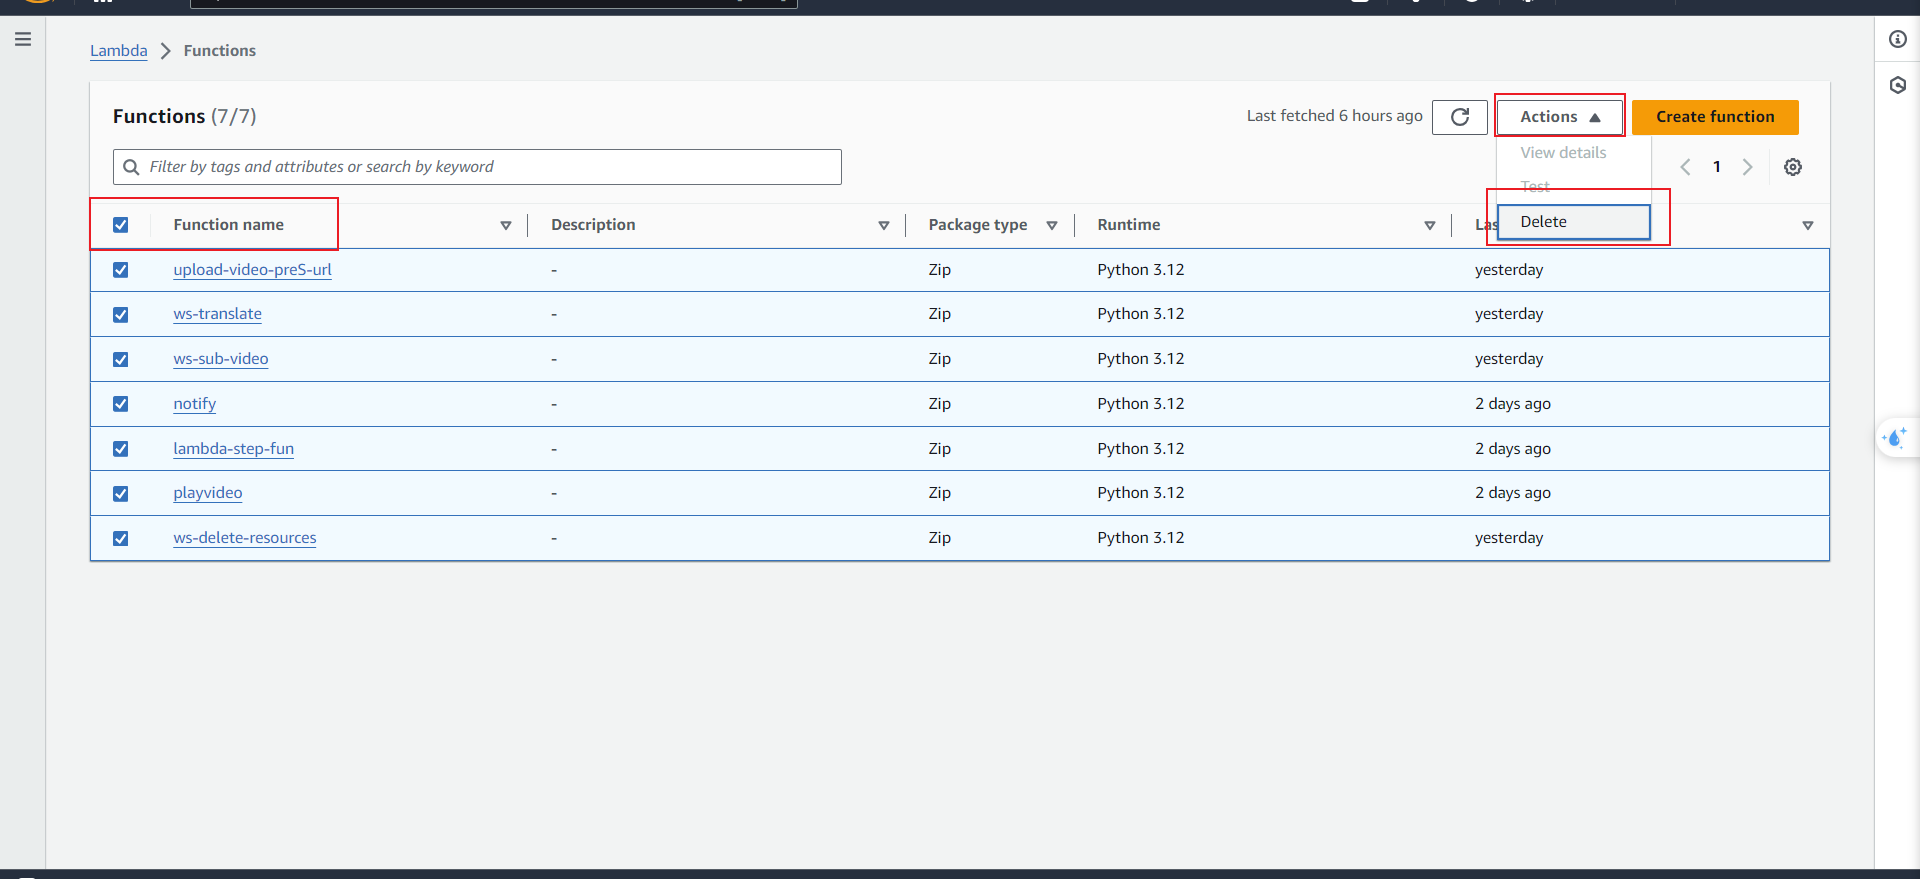 Lambda > Functions
Functions (7/7)
Last fetched 6 hours ago
Actions
Create function
View details
Test
Delete
Filter by tags and attributes or search by keyword
1
Function name Description Package type Runtime Las
upload-video-preS-url - Zip Python 3.12 yesterday
ws-translate - Zip Python 3.12 yesterday
ws-sub-video - Zip Python 3.12 yesterday
notify - Zip Python 3.12 2 days ago
lambda-step-fun - Zip Python 3.12 2 days ago
playvideo - Zip Python 3.12 2 days ago
ws-delete-resources - Zip Python 3.12 yesterday